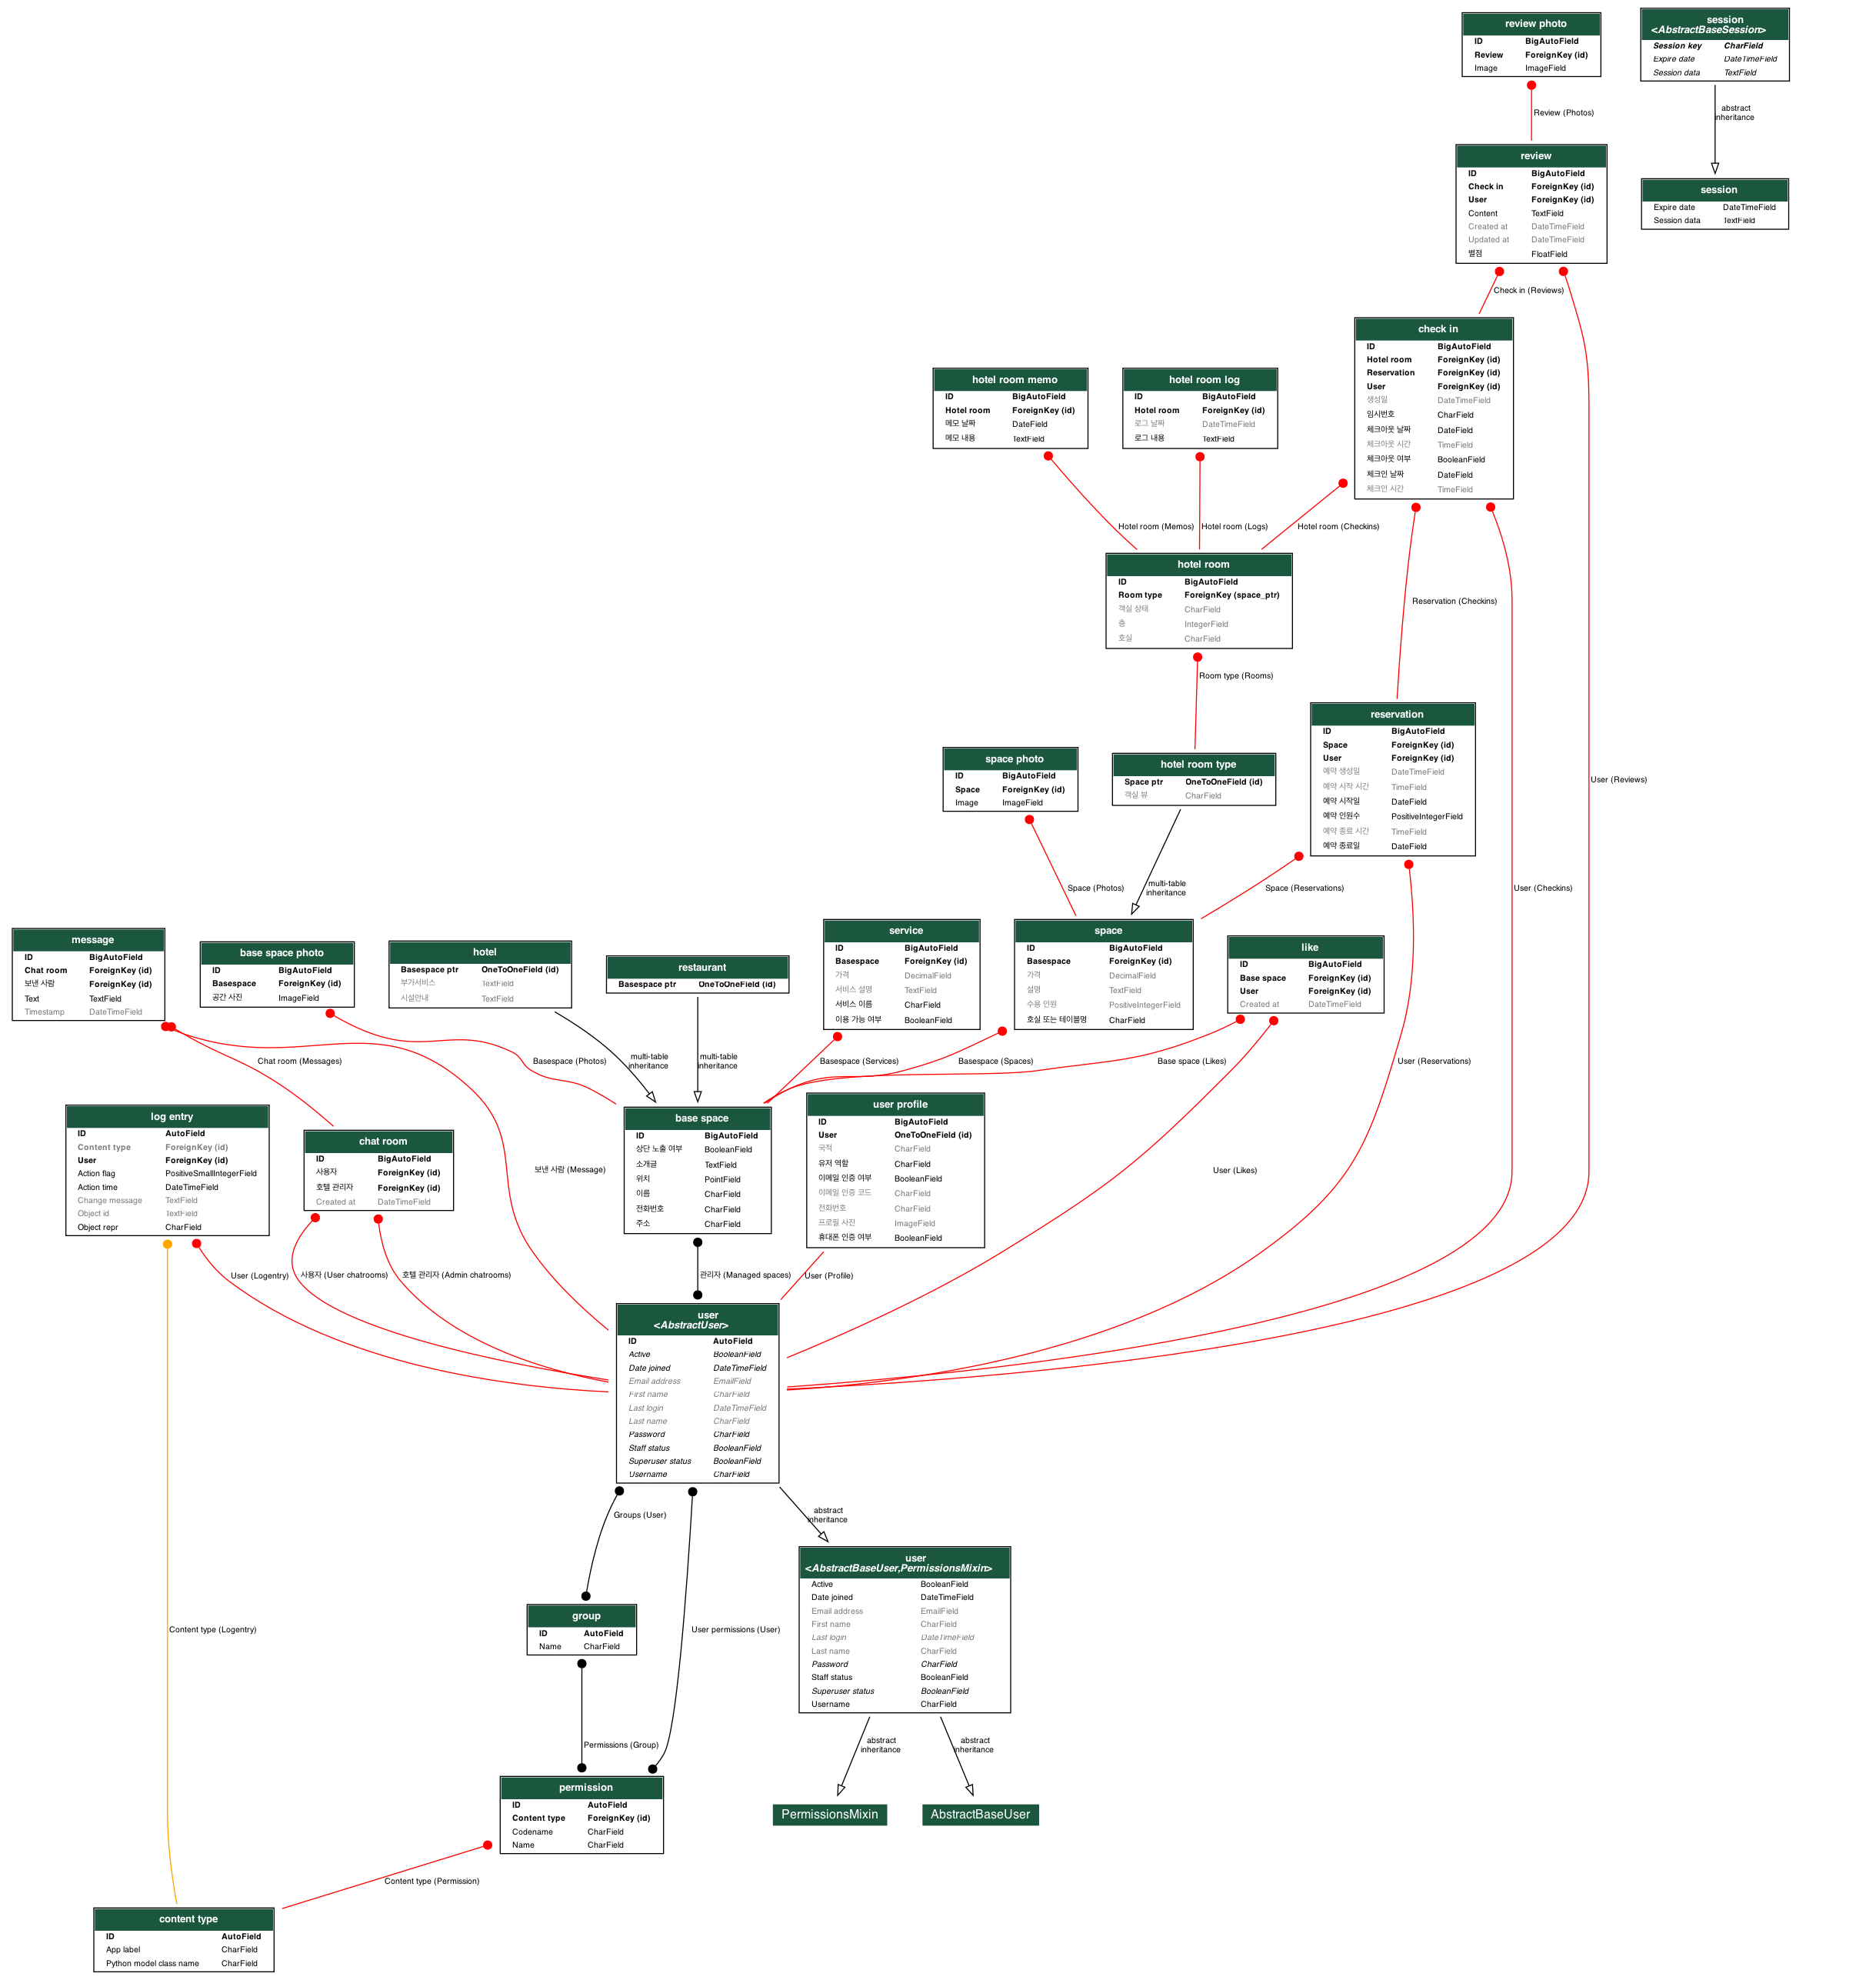 review photo
ID BigAutoField
Review ForeignKey (id)
Image ImageField
session
<AbstractBaseSession>
Session key CharField
Expire date DateTimeField
Session data TextField
Review (Photos)
abstract
inheritance
review
ID BigAutoField
Check in ForeignKey (id)
User ForeignKey (id)
Content TextField
Created at DateTimeField
Updated at DateTimeField
별점 FloatField
session
Expire date DateTimeField
Session data TextField
Check in (Reviews)
check in
ID BigAutoField
Hotel room ForeignKey (id)
Reservation ForeignKey (id)
User ForeignKey (id)
생성일 DateTimeField
임시번호 CharField
체크아웃 날짜 DateField
체크아웃 시간 TimeField
체크아웃 여부 BooleanField
체크인 날짜 DateField
체크인 시간 TimeField
hotel room memo
ID BigAutoField
Hotel room ForeignKey (id)
메모 날짜 DateField
메모 내용 TextField
hotel room log
ID BigAutoField
Hotel room ForeignKey (id)
로그 날짜 DateTimeField
로그 내용 TextField
Hotel room (Memos)
Hotel room (Logs)
Hotel room (Checkins)
hotel room
ID BigAutoField
Room type ForeignKey (space_ptr)
객실 상태 CharField
층 IntegerField
호실 CharField
Reservation (Checkins)
Room type (Rooms)
reservation
ID BigAutoField
Space ForeignKey (id)
User ForeignKey (id)
예약 생성일 DateTimeField
예약 시작 시간 TimeField
예약 시작일 DateField
예약 인원수 PositiveIntegerField
예약 종료 시간 TimeField
예약 종료일 DateField
User (Reviews)
space photo
ID BigAutoField
Space ForeignKey (id)
Image ImageField
hotel room type
Space ptr OneToOneField (id)
객실 뷰 CharField
Space (Photos)
multi-table
inheritance
Space (Reservations)
User (Checkins)
message
ID BigAutoField
Chat room ForeignKey (id)
보낸 사람 ForeignKey (id)
Text TextField
Timestamp DateTimeField
base space photo
ID BigAutoField
Basespace ForeignKey (id)
공간 사진 ImageField
hotel
Basespace ptr OneToOneField (id)
부가서비스 TextField
시설안내 TextField
restaurant
Basespace ptr OneToOneField (id)
service
ID BigAutoField
Basespace ForeignKey (id)
가격 DecimalField
서비스 설명 TextField
서비스 이름 CharField
이용 가능 여부 BooleanField
space
ID BigAutoField
Basespace ForeignKey (id)
가격 DecimalField
설명 TextField
수용 인원 PositiveIntegerField
호실 또는 테이블명 CharField
like
ID BigAutoField
Base space ForeignKey (id)
User ForeignKey (id)
Created at DateTimeField
Chat room (Messages)
Basespace (Photos)
multi-table
inheritance
multi-table
inheritance
Basespace (Services)
Basespace (Spaces)
Base space (Likes)
User (Reservations)
log entry
ID AutoField
Content type ForeignKey (id)
User ForeignKey (id)
Action flag PositiveSmallIntegerField
Action time DateTimeField
Change message TextField
Object id TextField
Object repr CharField
chat room
ID BigAutoField
사용자 ForeignKey (id)
호텔 관리자 ForeignKey (id)
Created at DateTimeField
보낸 사람 (Message)
base space
ID BigAutoField
상단 노출 여부 BooleanField
소개글 TextField
위치 PointField
이름 CharField
전화번호 CharField
주소 CharField
user profile
ID BigAutoField
User OneToOneField (id)
국적 CharField
유저 역할 CharField
이메일 인증 여부 BooleanField
이메일 인증 코드 CharField
전화번호 CharField
프로필 사진 ImageField
휴대폰 인증 여부 BooleanField
User (Likes)
User (Logentry)
사용자 (User chatrooms)
호텔 관리자 (Admin chatrooms)
관리자 (Managed spaces)
User (Profile)
user
<AbstractUser>
ID AutoField
Active BooleanField
Date joined DateTimeField
Email address EmailField
First name CharField
Last login DateTimeField
Last name CharField
Password CharField
Staff status BooleanField
Superuser status BooleanField
Username CharField
Groups (User)
abstract
inheritance
user
<AbstractBaseUser,PermissionsMixin>
Active BooleanField
Date joined DateTimeField
Email address EmailField
First name CharField
Last login DateTimeField
Last name CharField
Password CharField
Staff status BooleanField
Superuser status BooleanField
Username CharField
group
ID AutoField
Name CharField
Content type (Logentry)
User permissions (User)
Permissions (Group)
abstract
inheritance
abstract
inheritance
permission
ID AutoField
Content type ForeignKey (id)
Codename CharField
Name CharField
PermissionsMixin
AbstractBaseUser
Content type (Permission)
content type
ID AutoField
App label CharField
Python model class name CharField